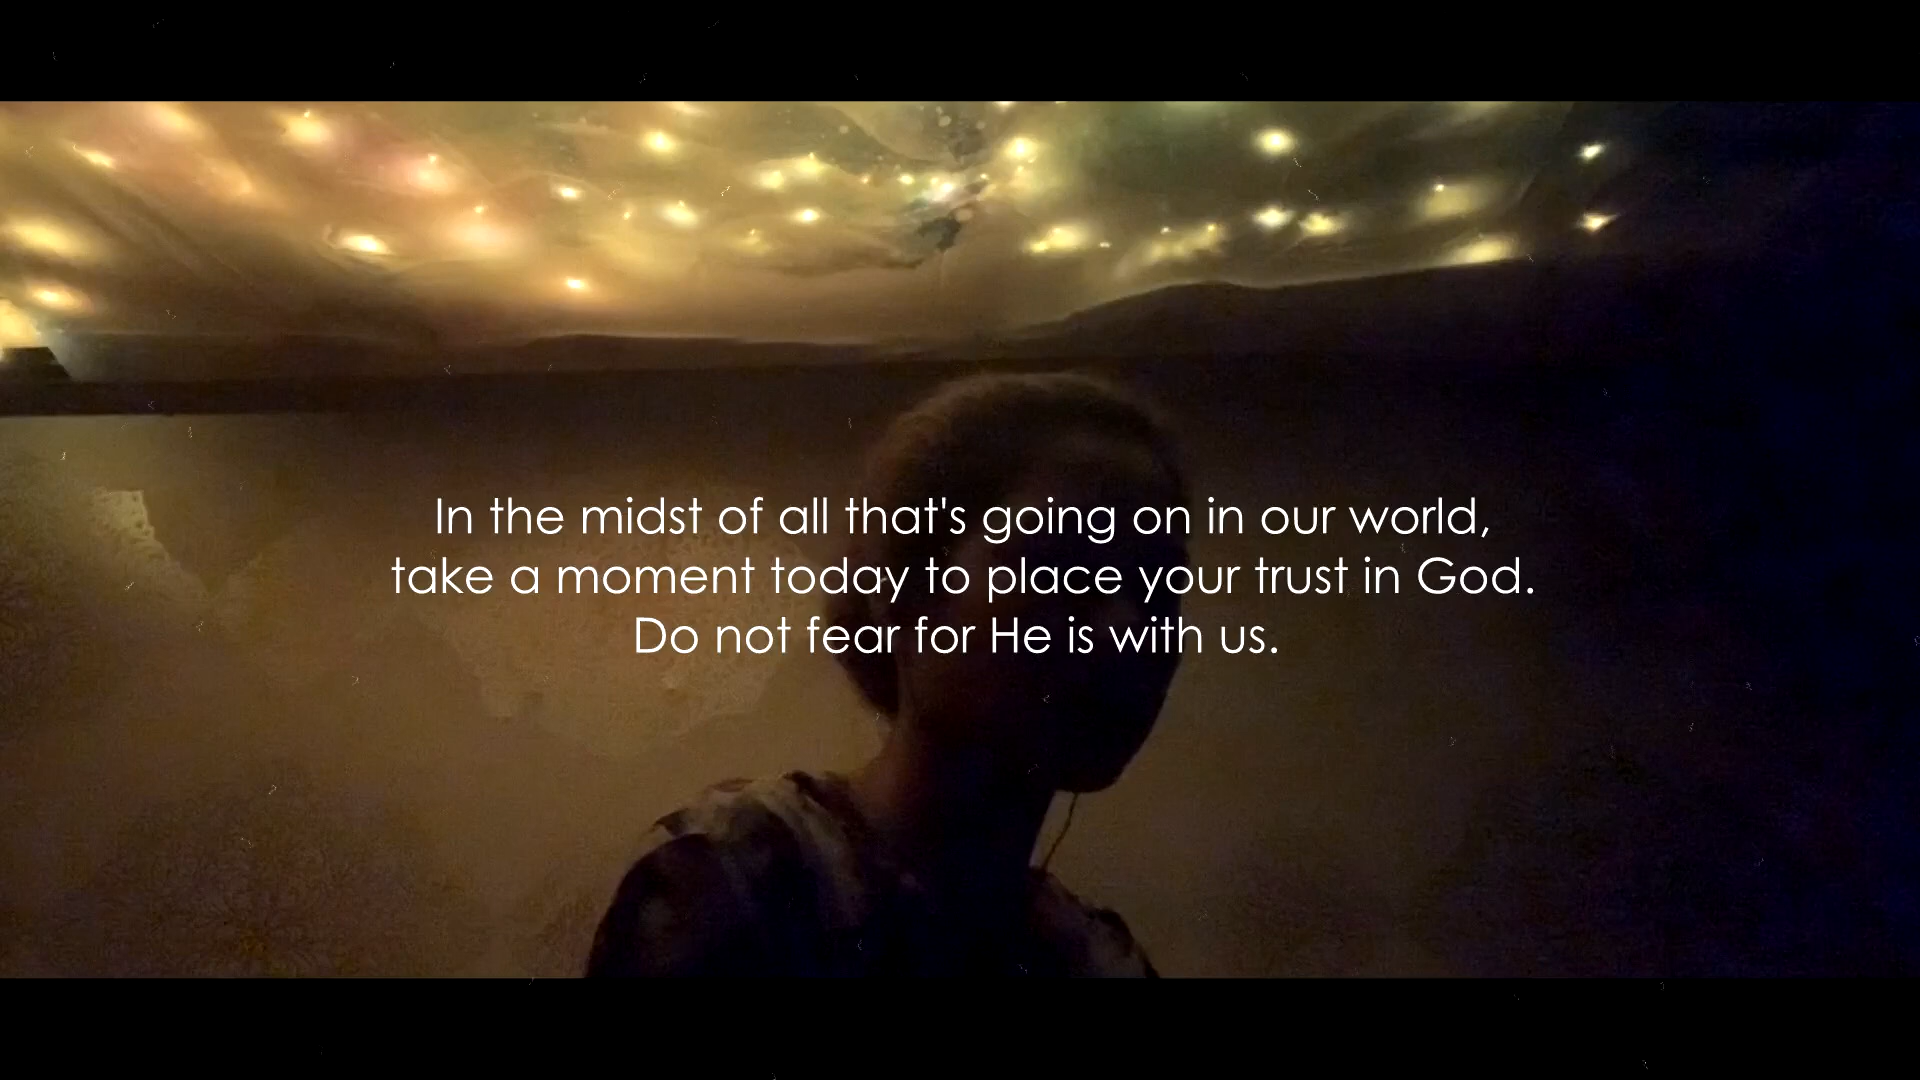 In the midst of all that's going on in our world,
take a moment today to place your trust in God.
Do not fear for He is with us.